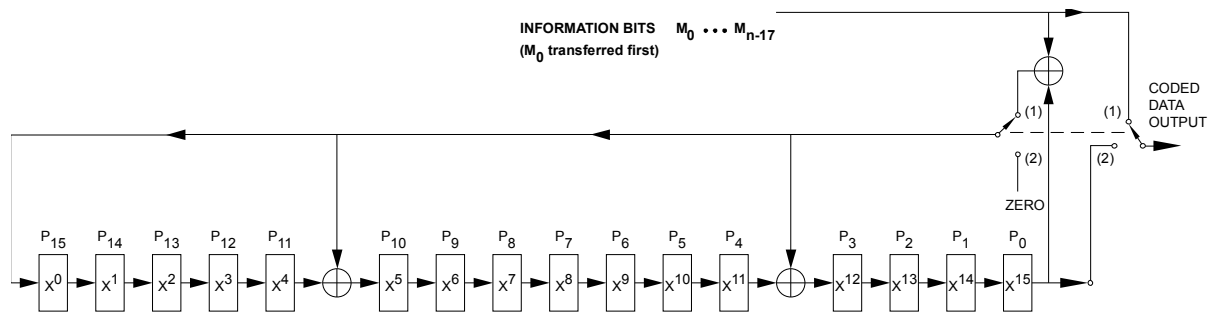 INFORMATION BITS M0 • • • Mn-17
(M0 transferred first)
CODED
DATA
OUTPUT
(1) (1)
(2) (2)
ZERO
P15 P14 P13 P12 P11 P10 P9 P8 P7 P6 P5 P4 P3 P2 P1 P0
X0 X1 X2 X3 X4 X5 X6 X7 X8 X9 X10 X11 X12 X13 X14 X15